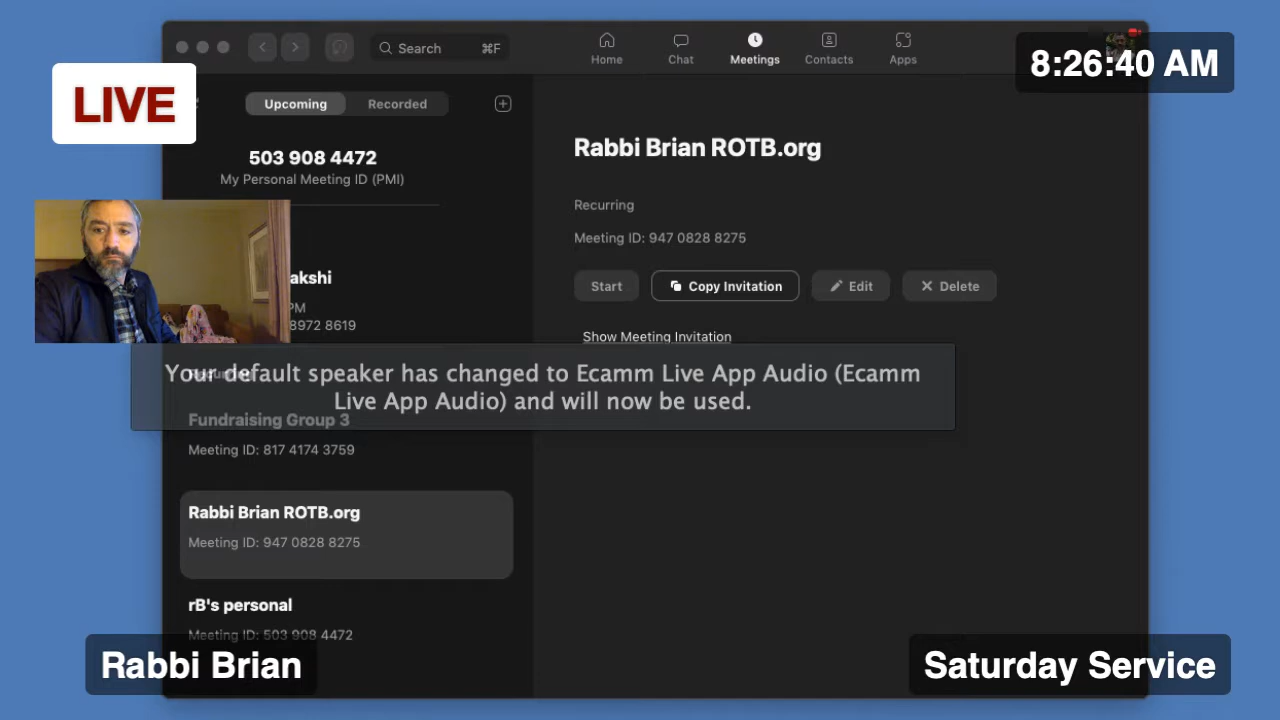 Search ⌘F
Home
Chat
Meetings
Contacts
Apps
8:26:40 AM
LIVE
Upcoming
Recorded
503 908 4472
My Personal Meeting ID (PMI)
Rabbi Brian ROTB.org
Recurring
Meeting ID: 947 0828 8275
Start
Copy Invitation
Edit
Delete
Show Meeting Invitation
akshi
PM
8972 8619
Your default speaker has changed to Ecamm Live App Audio (Ecamm
Live App Audio) and will now be used.
Fundraising Group 3
Meeting ID: 817 4174 3759
Rabbi Brian ROTB.org
Meeting ID: 947 0828 8275
rB's personal
Meeting ID: 503 908 4472
Rabbi Brian
Saturday Service